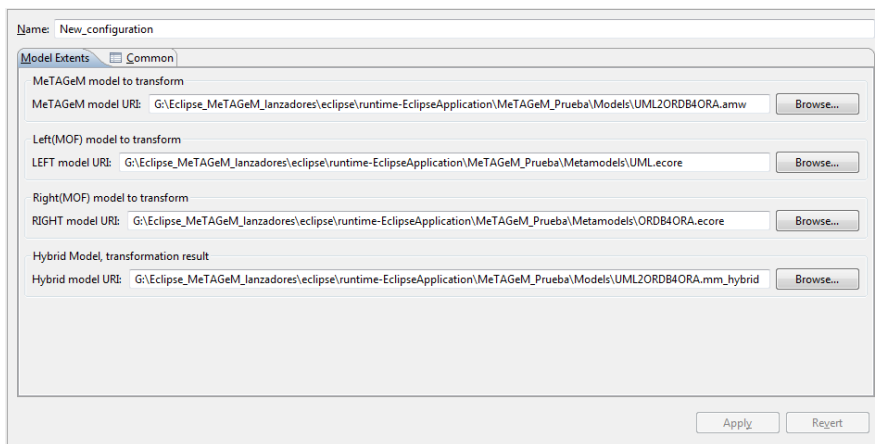 Name: New_configuration
Model Extents Common
MeTAGeM model to transform
MeTAGeM model URI: G:\Eclipse_MeTAGeM_lanzadores\eclipse\runtime-EclipseApplication\MeTAGeM_Prueba\Models\UML2ORDB4ORA.amw Browse...
Left(MOF) model to transform
LEFT model URI: G:\Eclipse_MeTAGeM_lanzadores\eclipse\runtime-EclipseApplication\MeTAGeM_Prueba\Metamodels\UML.ecore Browse...
Right(MOF) model to transform
RIGHT model URI: G:\Eclipse_MeTAGeM_lanzadores\eclipse\runtime-EclipseApplication\MeTAGeM_Prueba\Metamodels\ORDB4ORA.ecore Browse...
Hybrid Model, transformation result
Hybrid model URI: G:\Eclipse_MeTAGeM_lanzadores\eclipse\runtime-EclipseApplication\MeTAGeM_Prueba\Models\UML2ORDB4ORA.mm_hybrid Browse...
Apply Revert